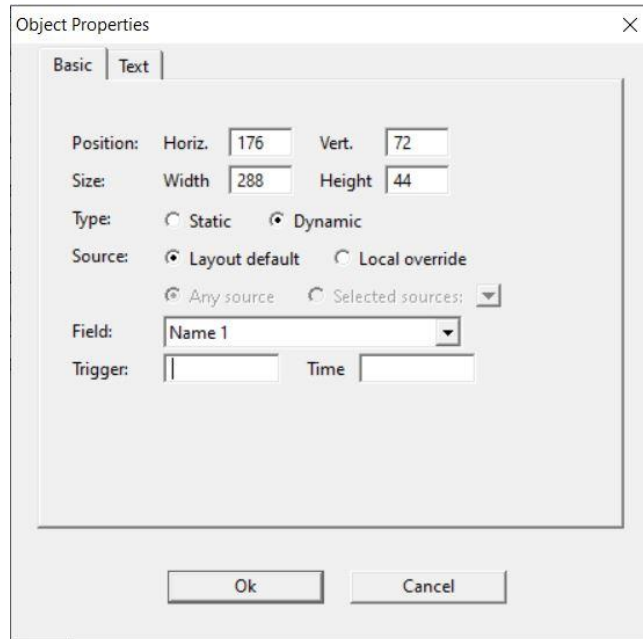 Object Properties
Basic Text
Position: Horiz. 176 Vert. 72
Size: Width 288 Height 44
Type: Static Dynamic
Source: Layout default Local override
Any source Selected sources:
Field: Name 1
Trigger: Time
Ok Cancel